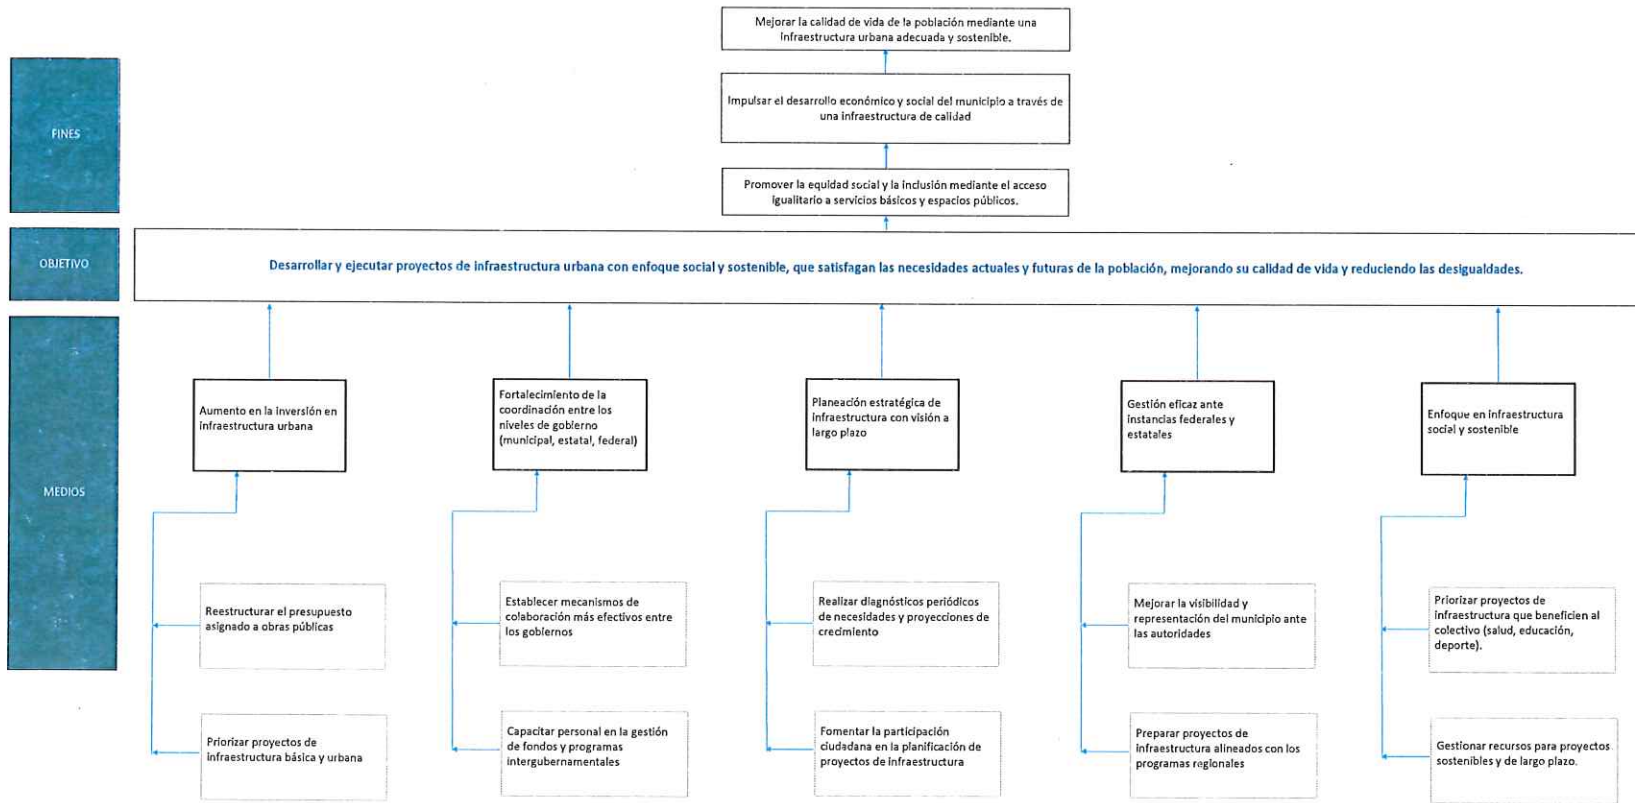 Mejorar la calidad de vida de la población mediante una
infraestructura urbana adecuada y sostenible.
FINES
Impulsar el desarrollo económico y social del municipio a través de
una infraestructura de calidad
Promover la equidad social y la inclusión mediante el acceso
igualitario a servicios básicos y espacios públicos.
OBJETIVO
Desarrollar y ejecutar proyectos de infraestructura urbana con enfoque social y sostenible, que satisfagan las necesidades actuales y futuras de la población, mejorando su calidad de vida y reduciendo las desigualdades.
MEDIOS
Aumento en la inversión en
infraestructura urbana
Fortalecimiento de la
coordinación entre los
niveles de gobierno
(municipal, estatal, federal)
Planeación estratégica de
infraestructura con visión a
largo plazo
Gestión eficaz ante
instancias federales y
estatales
Enfoque en infraestructura
social y sostenible
Reestructurar el presupuesto
asignado a obras públicas
Establecer mecanismos de
colaboración más efectivos entre
los gobiernos
Realizar diagnósticos periódicos
de necesidades y proyecciones de
crecimiento
Mejorar la visibilidad y
representación del municipio ante
las autoridades
Priorizar proyectos de
infraestructura que beneficien al
colectivo (salud, educación,
deporte).
Priorizar proyectos de
infraestructura básica y urbana
Capacitar personal en la gestión
de fondos y programas
intergubernamentales
Fomentar la participación
ciudadana en la planificación de
proyectos de infraestructura
Preparar proyectos de
infraestructura alineados con los
programas regionales
Gestionar recursos para proyectos
sostenibles y de largo plazo.